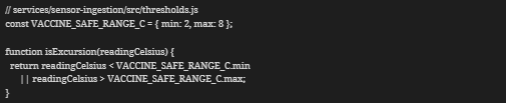 // services/sensor-ingestion/src/thresholds.js
const VACCINE_SAFE_RANGE_C = { min: 2, max: 8 };
function isExcursion(readingCelsius) {
return readingCelsius < VACCINE_SAFE_RANGE_C.min
|| readingCelsius > VACCINE_SAFE_RANGE_C.max;
}